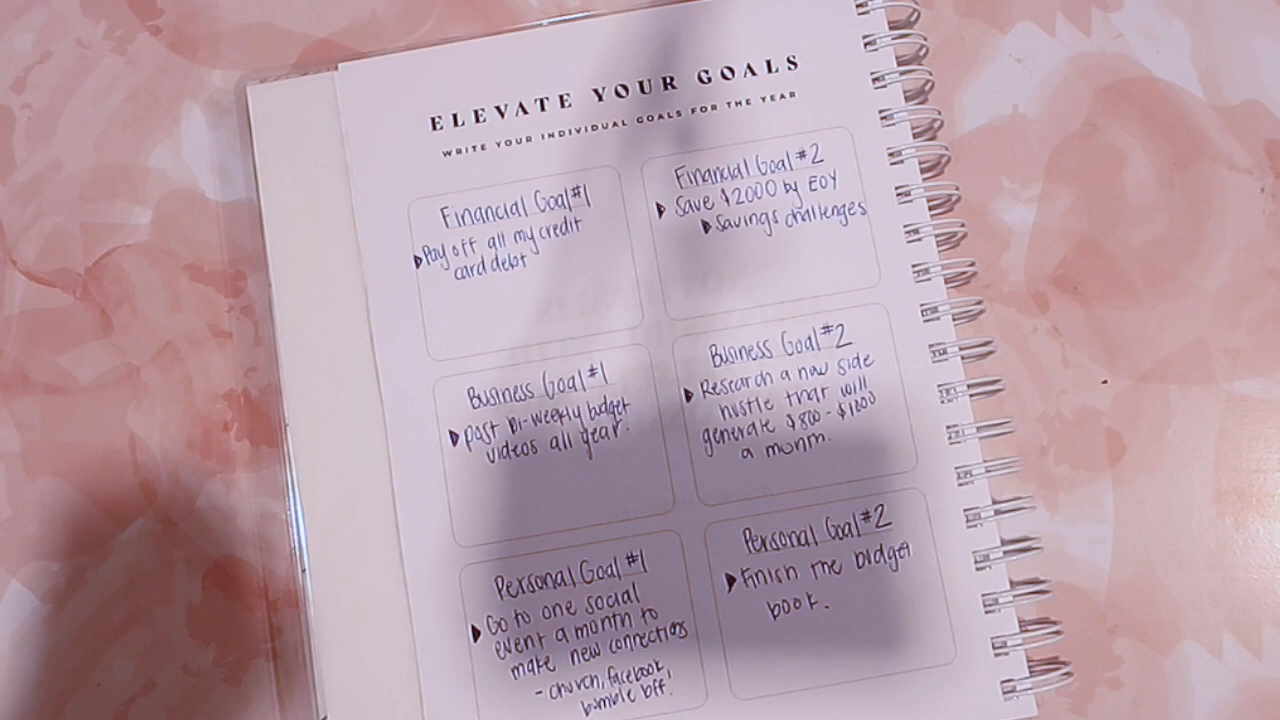 ELEVATE YOUR GOALS
WRITE YOUR INDIVIDUAL GOALS FOR THE YEAR
Financial Goal #1
Pay off all my credit
card debt
Financial Goal #2
Save $2000 by EOY
Savings challenges
Business Goal #1
post bi-weekly budget
videos all year.
Business Goal #2
Research a new side
hustle that will
generate $800 - $1000
a month.
Personal Goal #1
Go to one social
event a month to
make new connections
- church, facebook,
bumble bff!
Personal Goal #2
Finish the budget
book.